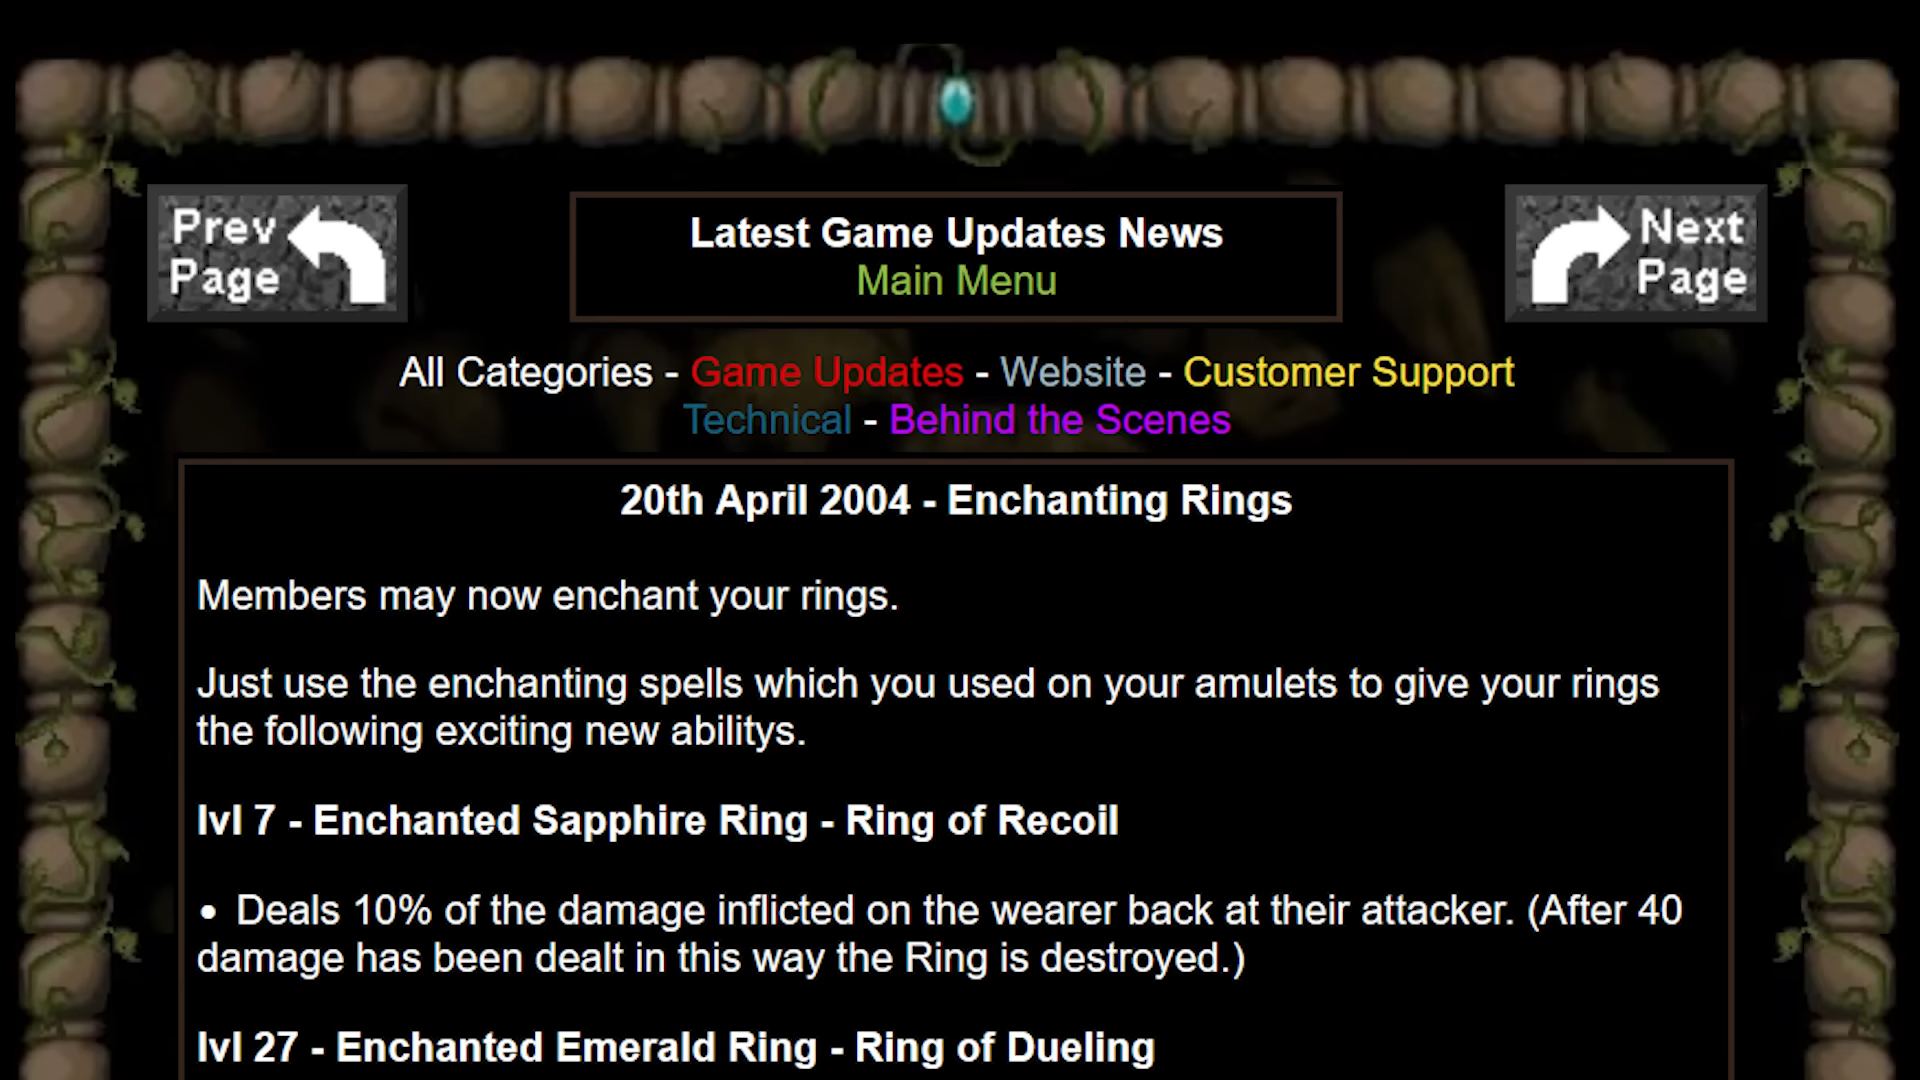 Prev
Page
Latest Game Updates News
Main Menu
Next
Page
All Categories - Game Updates - Website - Customer Support
Technical - Behind the Scenes
20th April 2004 - Enchanting Rings
Members may now enchant your rings.
Just use the enchanting spells which you used on your amulets to give your rings
the following exciting new abilitys.
lvl 7 - Enchanted Sapphire Ring - Ring of Recoil
• Deals 10% of the damage inflicted on the wearer back at their attacker. (After 40
damage has been dealt in this way the Ring is destroyed.)
lvl 27 - Enchanted Emerald Ring - Ring of Dueling